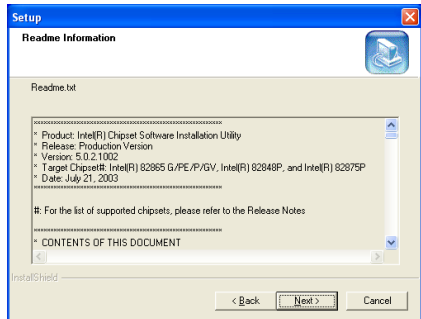 Setup
Readme Information
Readme.txt
************************************************************
* Product: Intel(R) Chipset Software Installation Utility
* Release: Production Version
* Version: 5.0.2.1002
* Target Chipset#: Intel(R) 82865 G/PE/P/GV, Intel(R) 82848P, and Intel(R) 82875P
* Date: July 21, 2003
************************************************************
#: For the list of supported chipsets, please refer to the Release Notes
************************************************************
* CONTENTS OF THIS DOCUMENT
InstallShield
< Back Next > Cancel